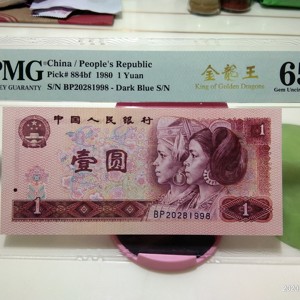 PMG
China / People's Republic
Pick# 884bf 1980 1 Yuan
S/N BP20281998 - Dark Blue S/N
金龙王
King of Golden Dragons
65
Gem Unc
中国人民银行
壹圆
1
1
BP20281998